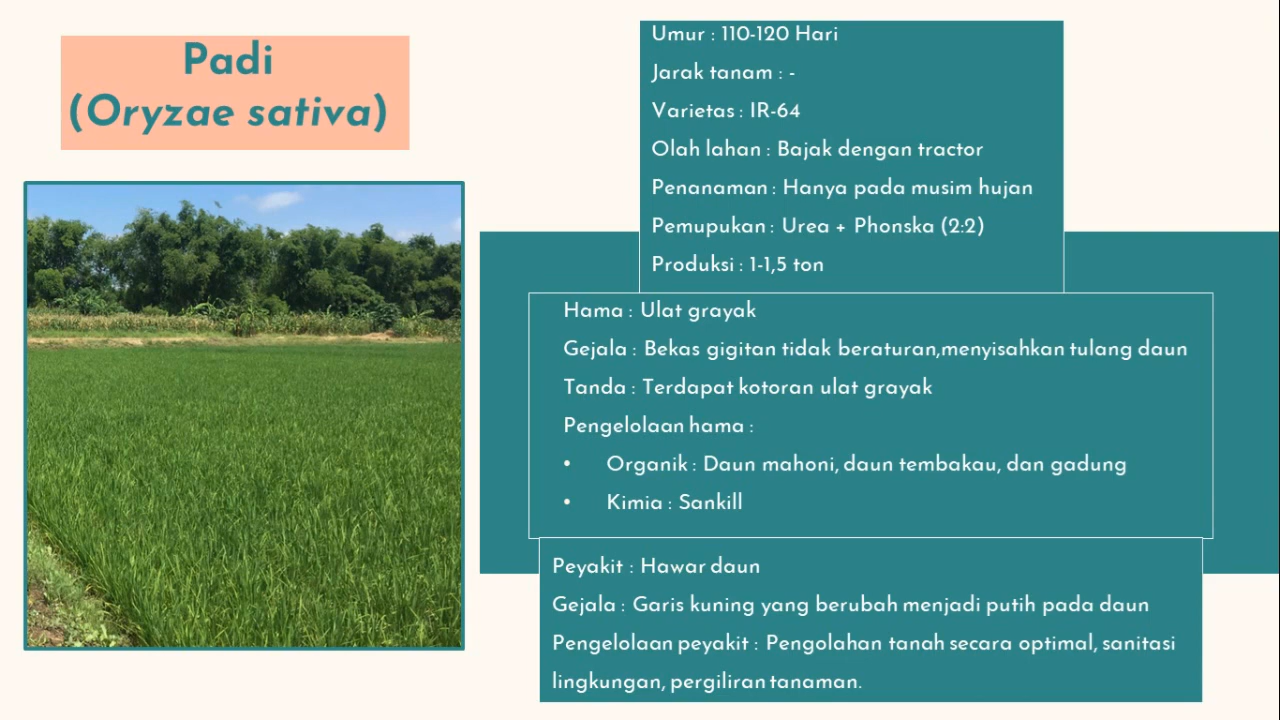 Padi
(Oryzae sativa)
Umur : 110-120 Hari
Jarak tanam : -
Varietas : IR-64
Olah lahan : Bajak dengan tractor
Penanaman : Hanya pada musim hujan
Pemupukan : Urea + Phonska (2:2)
Produksi : 1-1,5 ton
Hama : Ulat grayak
Gejala : Bekas gigitan tidak beraturan,menyisahkan tulang daun
Tanda : Terdapat kotoran ulat grayak
Pengelolaan hama :
• Organik : Daun mahoni, daun tembakau, dan gadung
• Kimia : Sankill
Peyakit : Hawar daun
Gejala : Garis kuning yang berubah menjadi putih pada daun
Pengelolaan peyakit : Pengolahan tanah secara optimal, sanitasi
lingkungan, pergiliran tanaman.